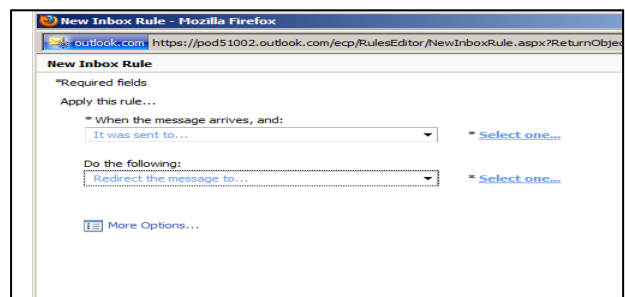 New Inbox Rule - Mozilla Firefox
outlook.com https://pod51002.outlook.com/ecp/RulesEditor/NewInboxRule.aspx?ReturnObjec
New Inbox Rule
*Required fields
Apply this rule...
* When the message arrives, and:
It was sent to... * Select one...
Do the following:
Redirect the message to... * Select one...
More Options...